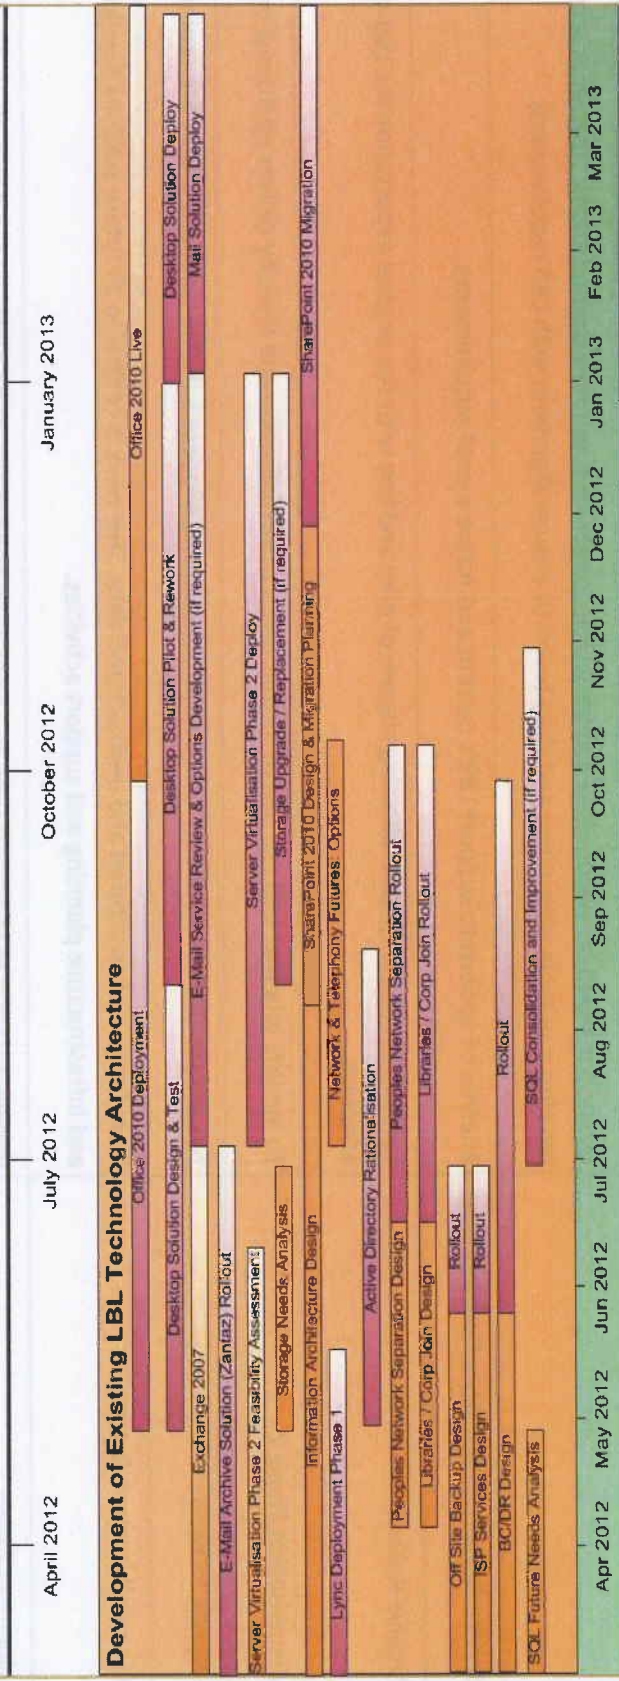 April 2012
July 2012
October 2012
January 2013
Development of Existing LBL Technology Architecture
Office 2010 Deployment
Office 2010 Live
Desktop Solution Design & Test
Desktop Solution Pilot & Rework
Desktop Solution Deploy
Exchange 2007
E-Mail Service Review & Options Development (if required)
Mail Solution Deploy
E-Mail Archive Solution (Zantaz) Rollout
Server Virtualisation Phase 2 Feasibility Assessment
Server Virtualisation Phase 2 Deploy
Storage Needs Analysis
Storage Upgrade / Replacement (if required)
Information Architecture Design
SharePoint 2010 Design & Migration Planning
SharePoint 2010 Migration
Lync Deployment Phase 1
Network & Telephony Futures Options
Active Directory Rationalisation
Peoples Network Separation Design
Peoples Network Separation Rollout
Libraries / Corp Join Design
Libraries / Corp Join Rollout
Off Site Backup Design
Rollout
ISP Services Design
Rollout
BC/DR Design
Rollout
SQL Future Needs Analysis
SQL Consolidation and Improvement (if required)
Apr 2012
May 2012
Jun 2012
Jul 2012
Aug 2012
Sep 2012
Oct 2012
Nov 2012
Dec 2012
Jan 2013
Feb 2013
Mar 2013